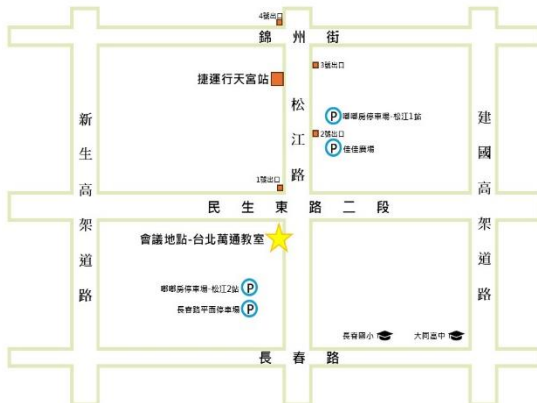 4號出口
錦州街
3號出口
捷運行天宮站
松江路
嘟嘟房停車場-松江1站
2號出口
佳佳廣場
新生高架道路
建國高架道路
1號出口
民生東路二段
會議地點-台北萬通教室
嘟嘟房停車場-松江2站
長春路平面停車場
長春國小
大同高中
長春路
P
P
P
P